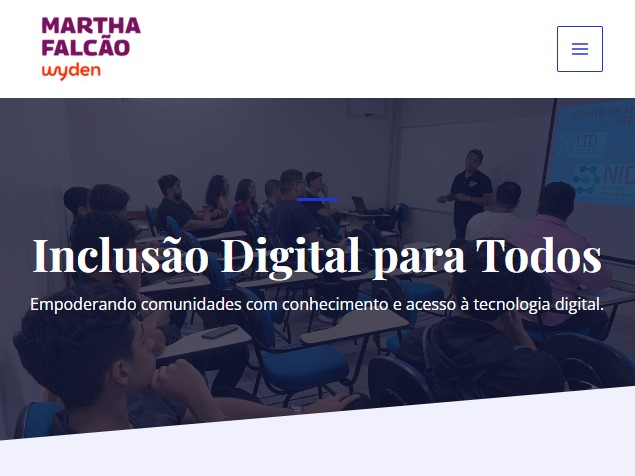 MARTHA
FALCÃO
wyden
Inclusão Digital para Todos
Empoderando comunidades com conhecimento e acesso à tecnologia digital.